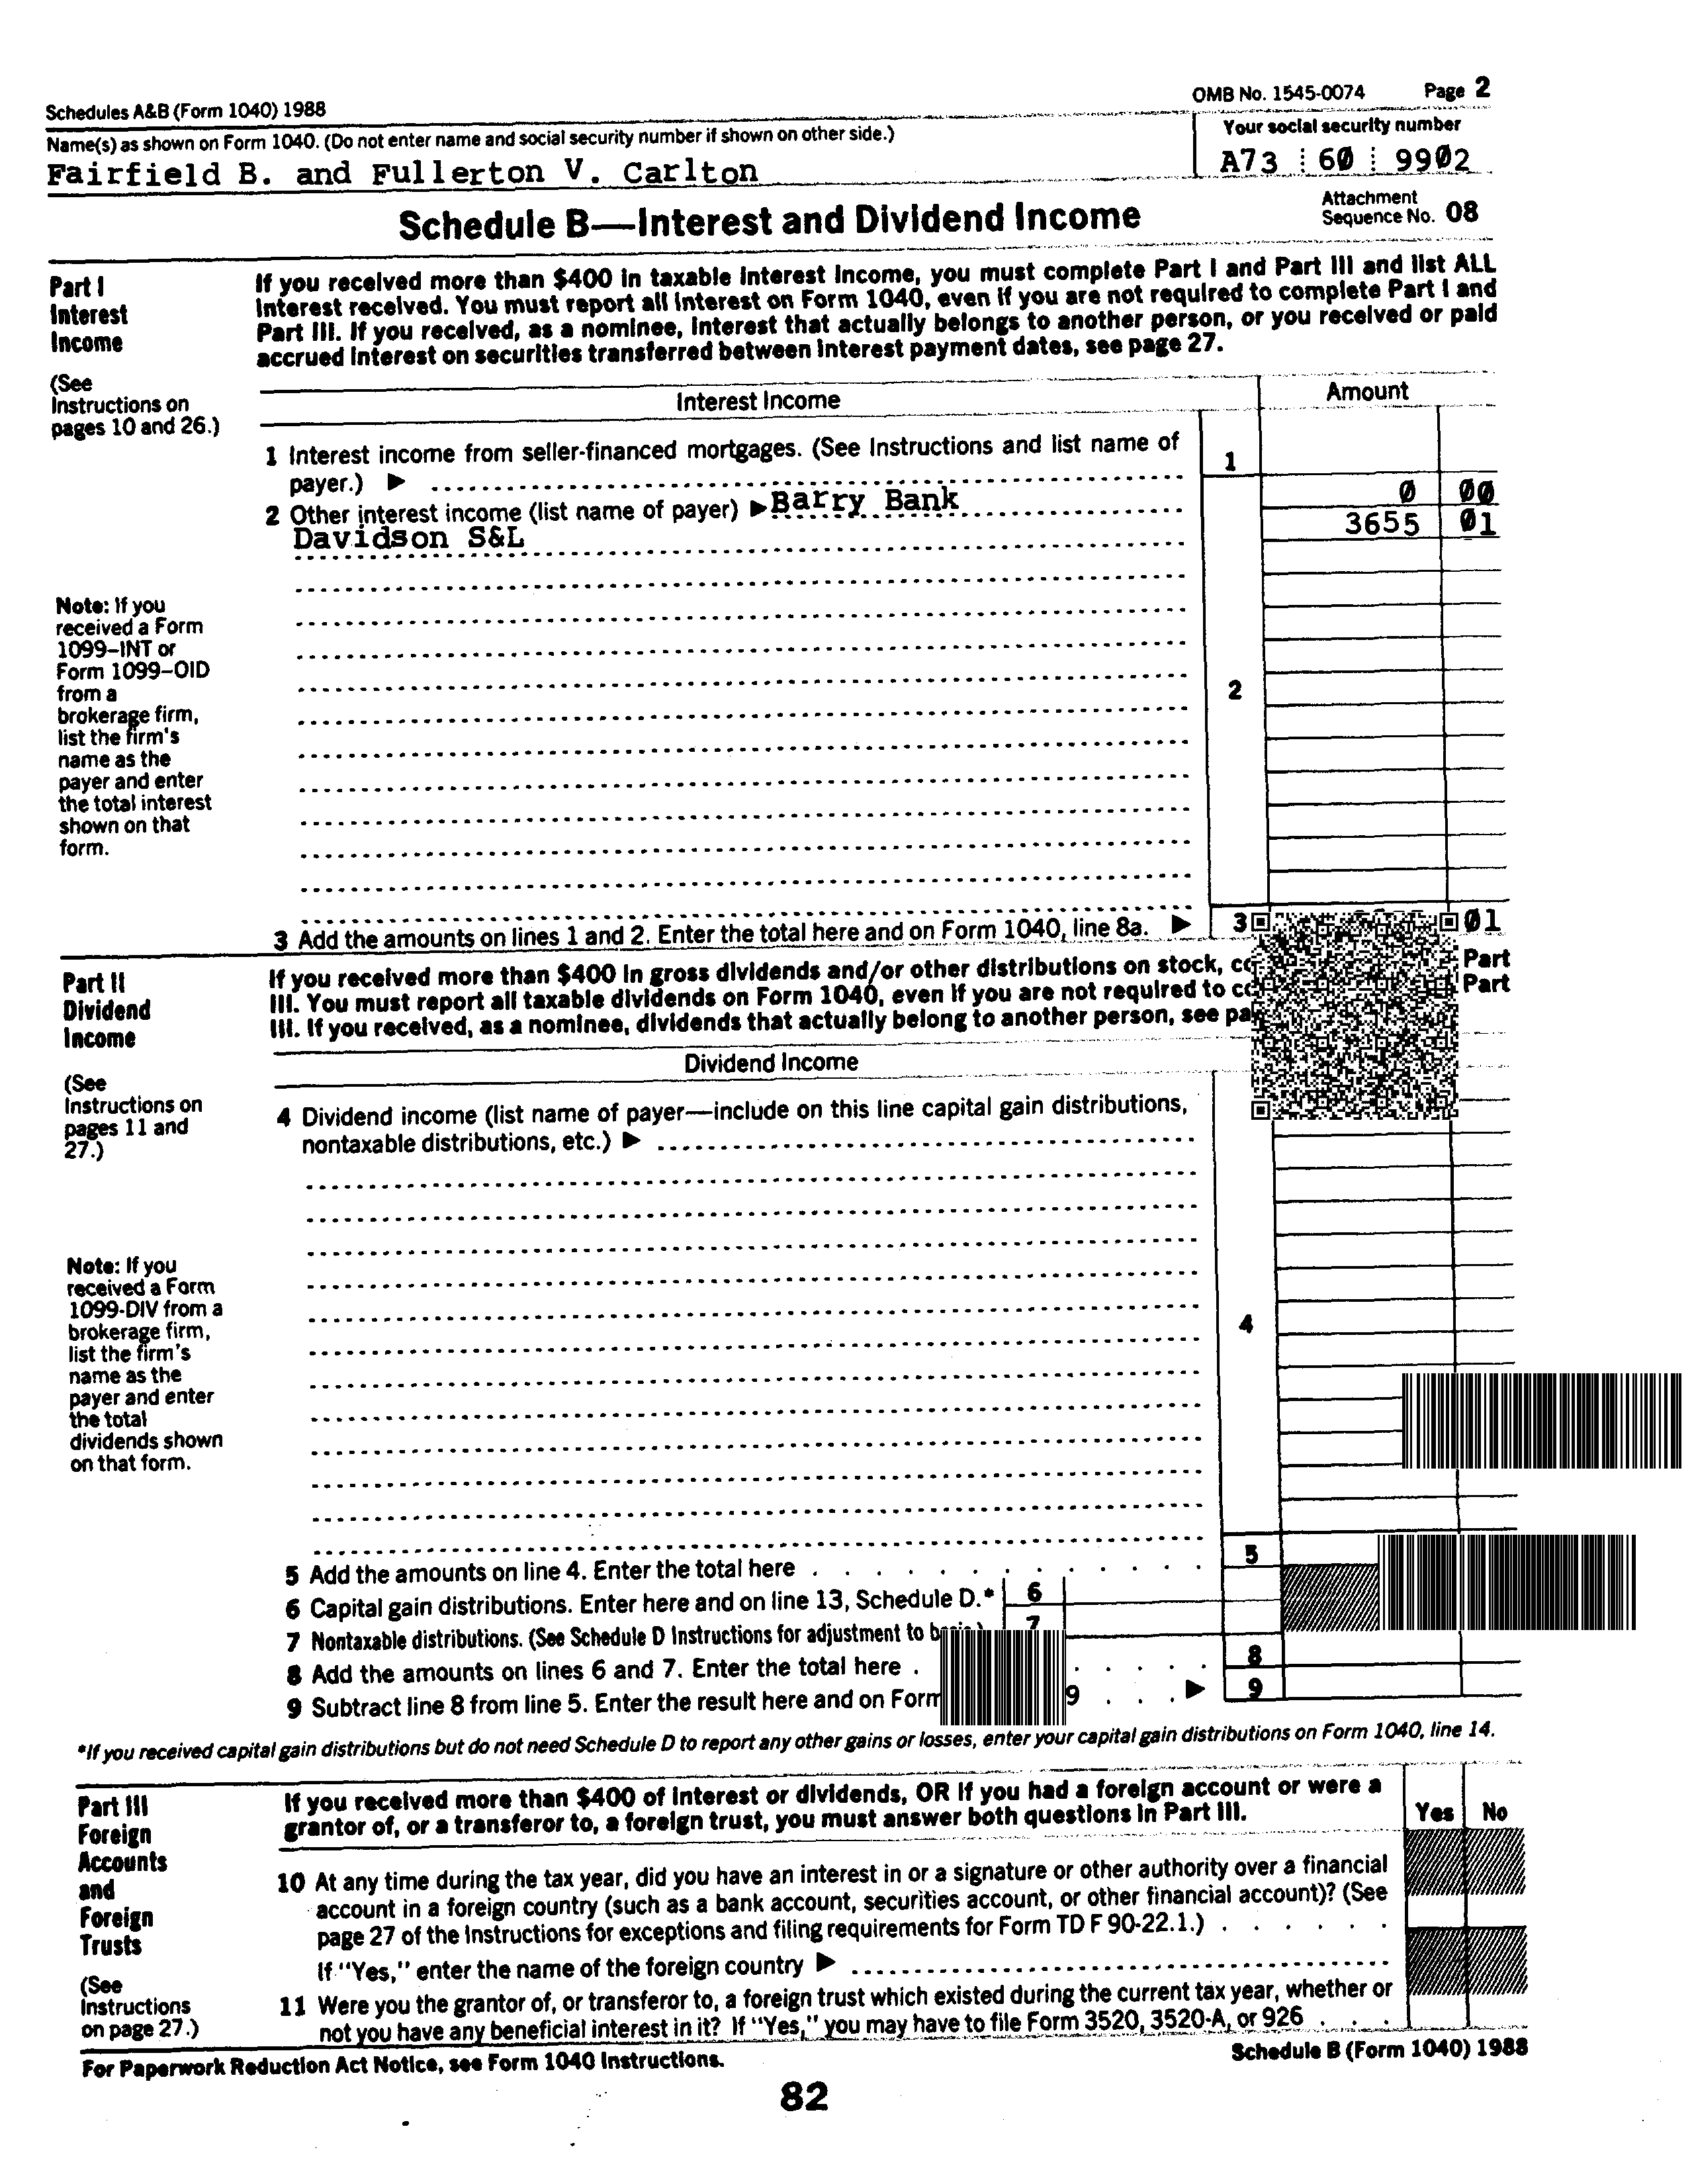 Schedules A&B (Form 1040) 1988
OMB No. 1545-0074 Page 2
Name(s) as shown on Form 1040. (Do not enter name and social security number if shown on other side.)
Your social security number
Fairfield B. and Fullerton V. Carlton
A73 60 9902
Schedule B—Interest and Dividend Income
Attachment
Sequence No. 08
Part I
Interest
Income
(See
Instructions on
pages 10 and 26.)
If you received more than $400 in taxable interest income, you must complete Part I and Part III and list ALL
interest received. You must report all interest on Form 1040, even if you are not required to complete Part I and
Part III. If you received, as a nominee, interest that actually belongs to another person, or you received or paid
accrued interest on securities transferred between interest payment dates, see page 27.
Interest Income
Amount
1 Interest income from seller-financed mortgages. (See Instructions and list name of
payer.) ▶
1
2 Other interest income (list name of payer) ▶ Barry Bank
0 00
Davidson S&L
3655 01
Note: If you
received a Form
1099–INT or
Form 1099–OID
from a
brokerage firm,
list the firm's
name as the
payer and enter
the total interest
shown on that
form.
2
3 Add the amounts on lines 1 and 2. Enter the total here and on Form 1040, line 8a. ▶
3
01
Part II
Dividend
Income
(See
Instructions on
pages 11 and
27.)
If you received more than $400 in gross dividends and/or other distributions on stock, Part
III. You must report all taxable dividends on Form 1040, even if you are not required to Part
III. If you received, as a nominee, dividends that actually belong to another person, see
Dividend Income
4 Dividend income (list name of payer—include on this line capital gain distributions,
nontaxable distributions, etc.) ▶
Note: If you
received a Form
1099-DIV from a
brokerage firm,
list the firm's
name as the
payer and enter
the total
dividends shown
on that form.
4
5 Add the amounts on line 4. Enter the total here . . . . . . . . . . . .
5
6 Capital gain distributions. Enter here and on line 13, Schedule D.* 6
7 Nontaxable distributions. (See Schedule D Instructions for adjustment to 7
8 Add the amounts on lines 6 and 7. Enter the total here . . . . . . 8
9 Subtract line 8 from line 5. Enter the result here and on Form 9 . . . ▶ 9
*If you received capital gain distributions but do not need Schedule D to report any other gains or losses, enter your capital gain distributions on Form 1040, line 14.
Part III
Foreign
Accounts
and
Foreign
Trusts
(See
Instructions
on page 27.)
If you received more than $400 of interest or dividends, OR if you had a foreign account or were a
grantor of, or a transferor to, a foreign trust, you must answer both questions in Part III.
Yes No
10 At any time during the tax year, did you have an interest in or a signature or other authority over a financial
account in a foreign country (such as a bank account, securities account, or other financial account)? (See
page 27 of the Instructions for exceptions and filing requirements for Form TD F 90-22.1.) . . . . . .
If "Yes," enter the name of the foreign country ▶
11 Were you the grantor of, or transferor to, a foreign trust which existed during the current tax year, whether or
not you have any beneficial interest in it? If "Yes," you may have to file Form 3520, 3520-A, or 926 . . .
For Paperwork Reduction Act Notice, see Form 1040 Instructions.
Schedule B (Form 1040) 1988
82